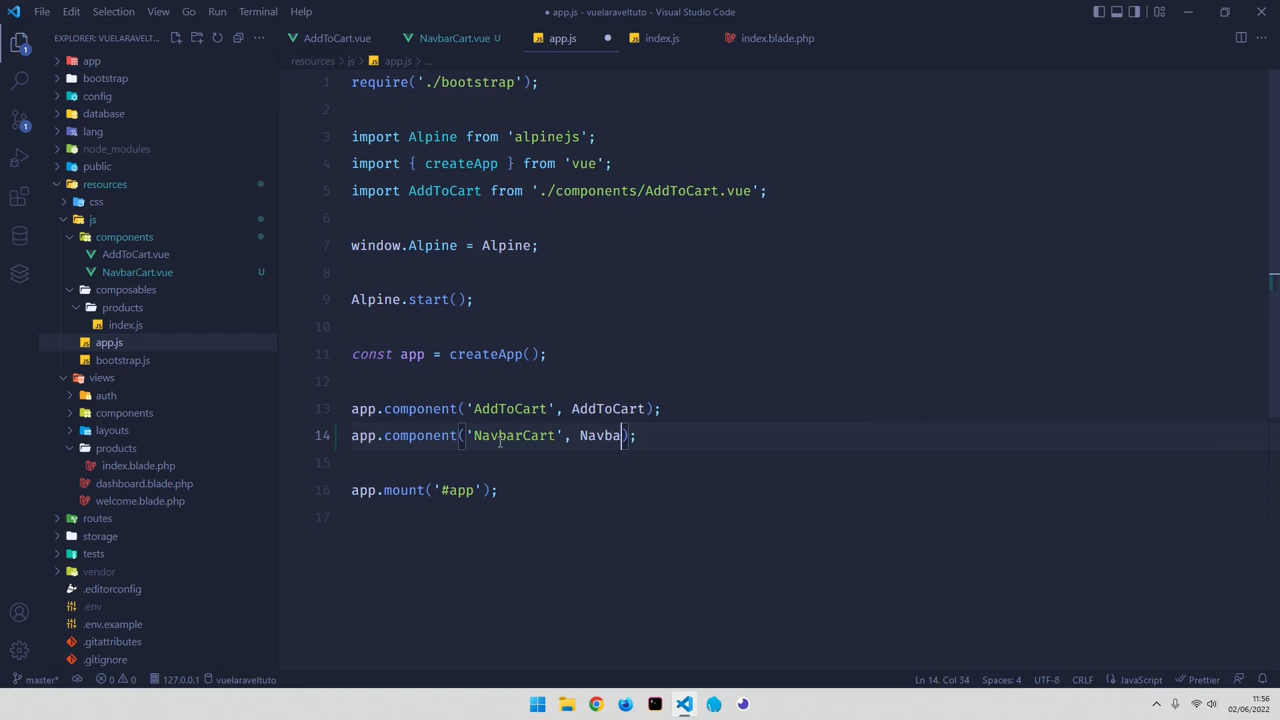 File Edit Selection View Go Run Terminal Help
● app.js - vuelaraveltuto - Visual Studio Code
EXPLORER: VUELARAVELT...
AddToCart.vue NavbarCart.vue U app.js index.js index.blade.php
resources > js > app.js > ...
app
bootstrap
config
database
lang
node_modules
public
resources
css
js
components
AddToCart.vue
NavbarCart.vue U
composables
products
index.js
app.js
bootstrap.js
views
auth
components
layouts
products
index.blade.php
dashboard.blade.php
welcome.blade.php
routes
storage
tests
vendor
.editorconfig
.env
.env.example
.gitattributes
.gitignore
1 require('./bootstrap');
2
3 import Alpine from 'alpinejs';
4 import { createApp } from 'vue';
5 import AddToCart from './components/AddToCart.vue';
6
7 window.Alpine = Alpine;
8
9 Alpine.start();
10
11 const app = createApp();
12
13 app.component('AddToCart', AddToCart);
14 app.component('NavbarCart', Navba);
15
16 app.mount('#app');
17
1
1
master* 0 0 127.0.0.1 vuelaraveltuto Ln 14, Col 34 Spaces: 4 UTF-8 CRLF JavaScript Prettier
11:56
02/06/2022